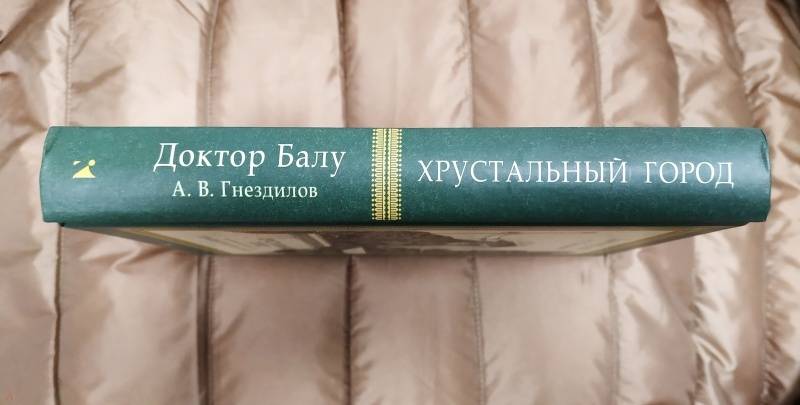 Доктор Балу
А. В. Гнездилов
ХРУСТАЛЬНЫЙ ГОРОД